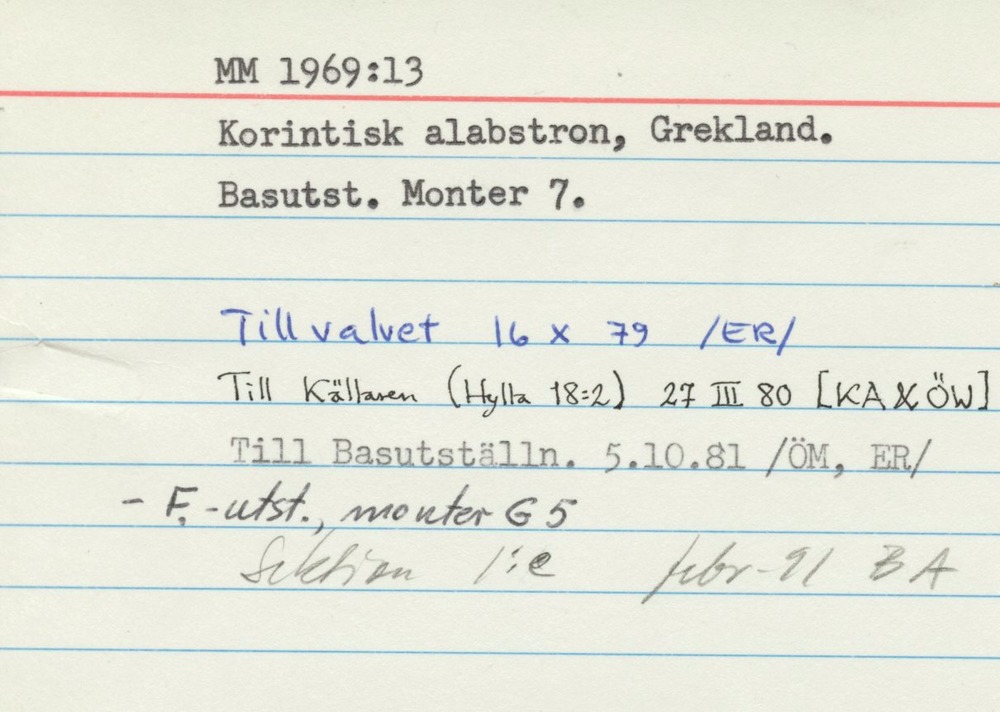 MM 1969:13
Korintisk alabstron, Grekland.
Basutst. Monter 7.
Till valvet 16 x 79 /ER/
Till Källaren (Hylla 18:2) 27 III 80 [KA & ÖW]
Till Basutställn. 5.10.81 /ÖM, ER/
- F.-utst., monter G 5
Sektion 1:e febr-91 BA